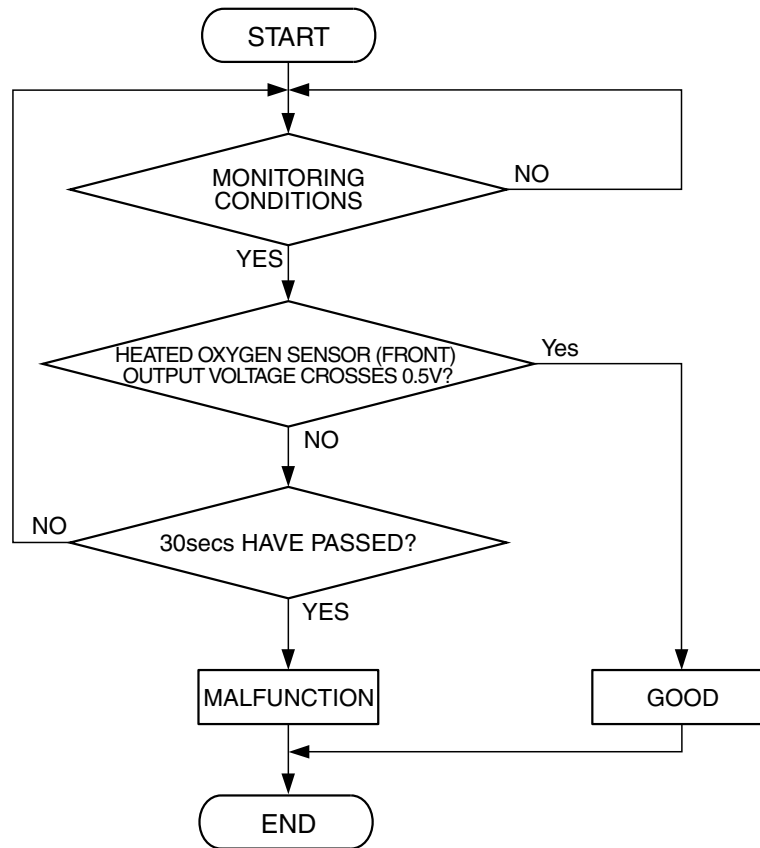 START
MONITORING
CONDITIONS
NO
YES
HEATED OXYGEN SENSOR (FRONT)
OUTPUT VOLTAGE CROSSES 0.5V?
Yes
NO
30secs HAVE PASSED?
NO
YES
MALFUNCTION
GOOD
END